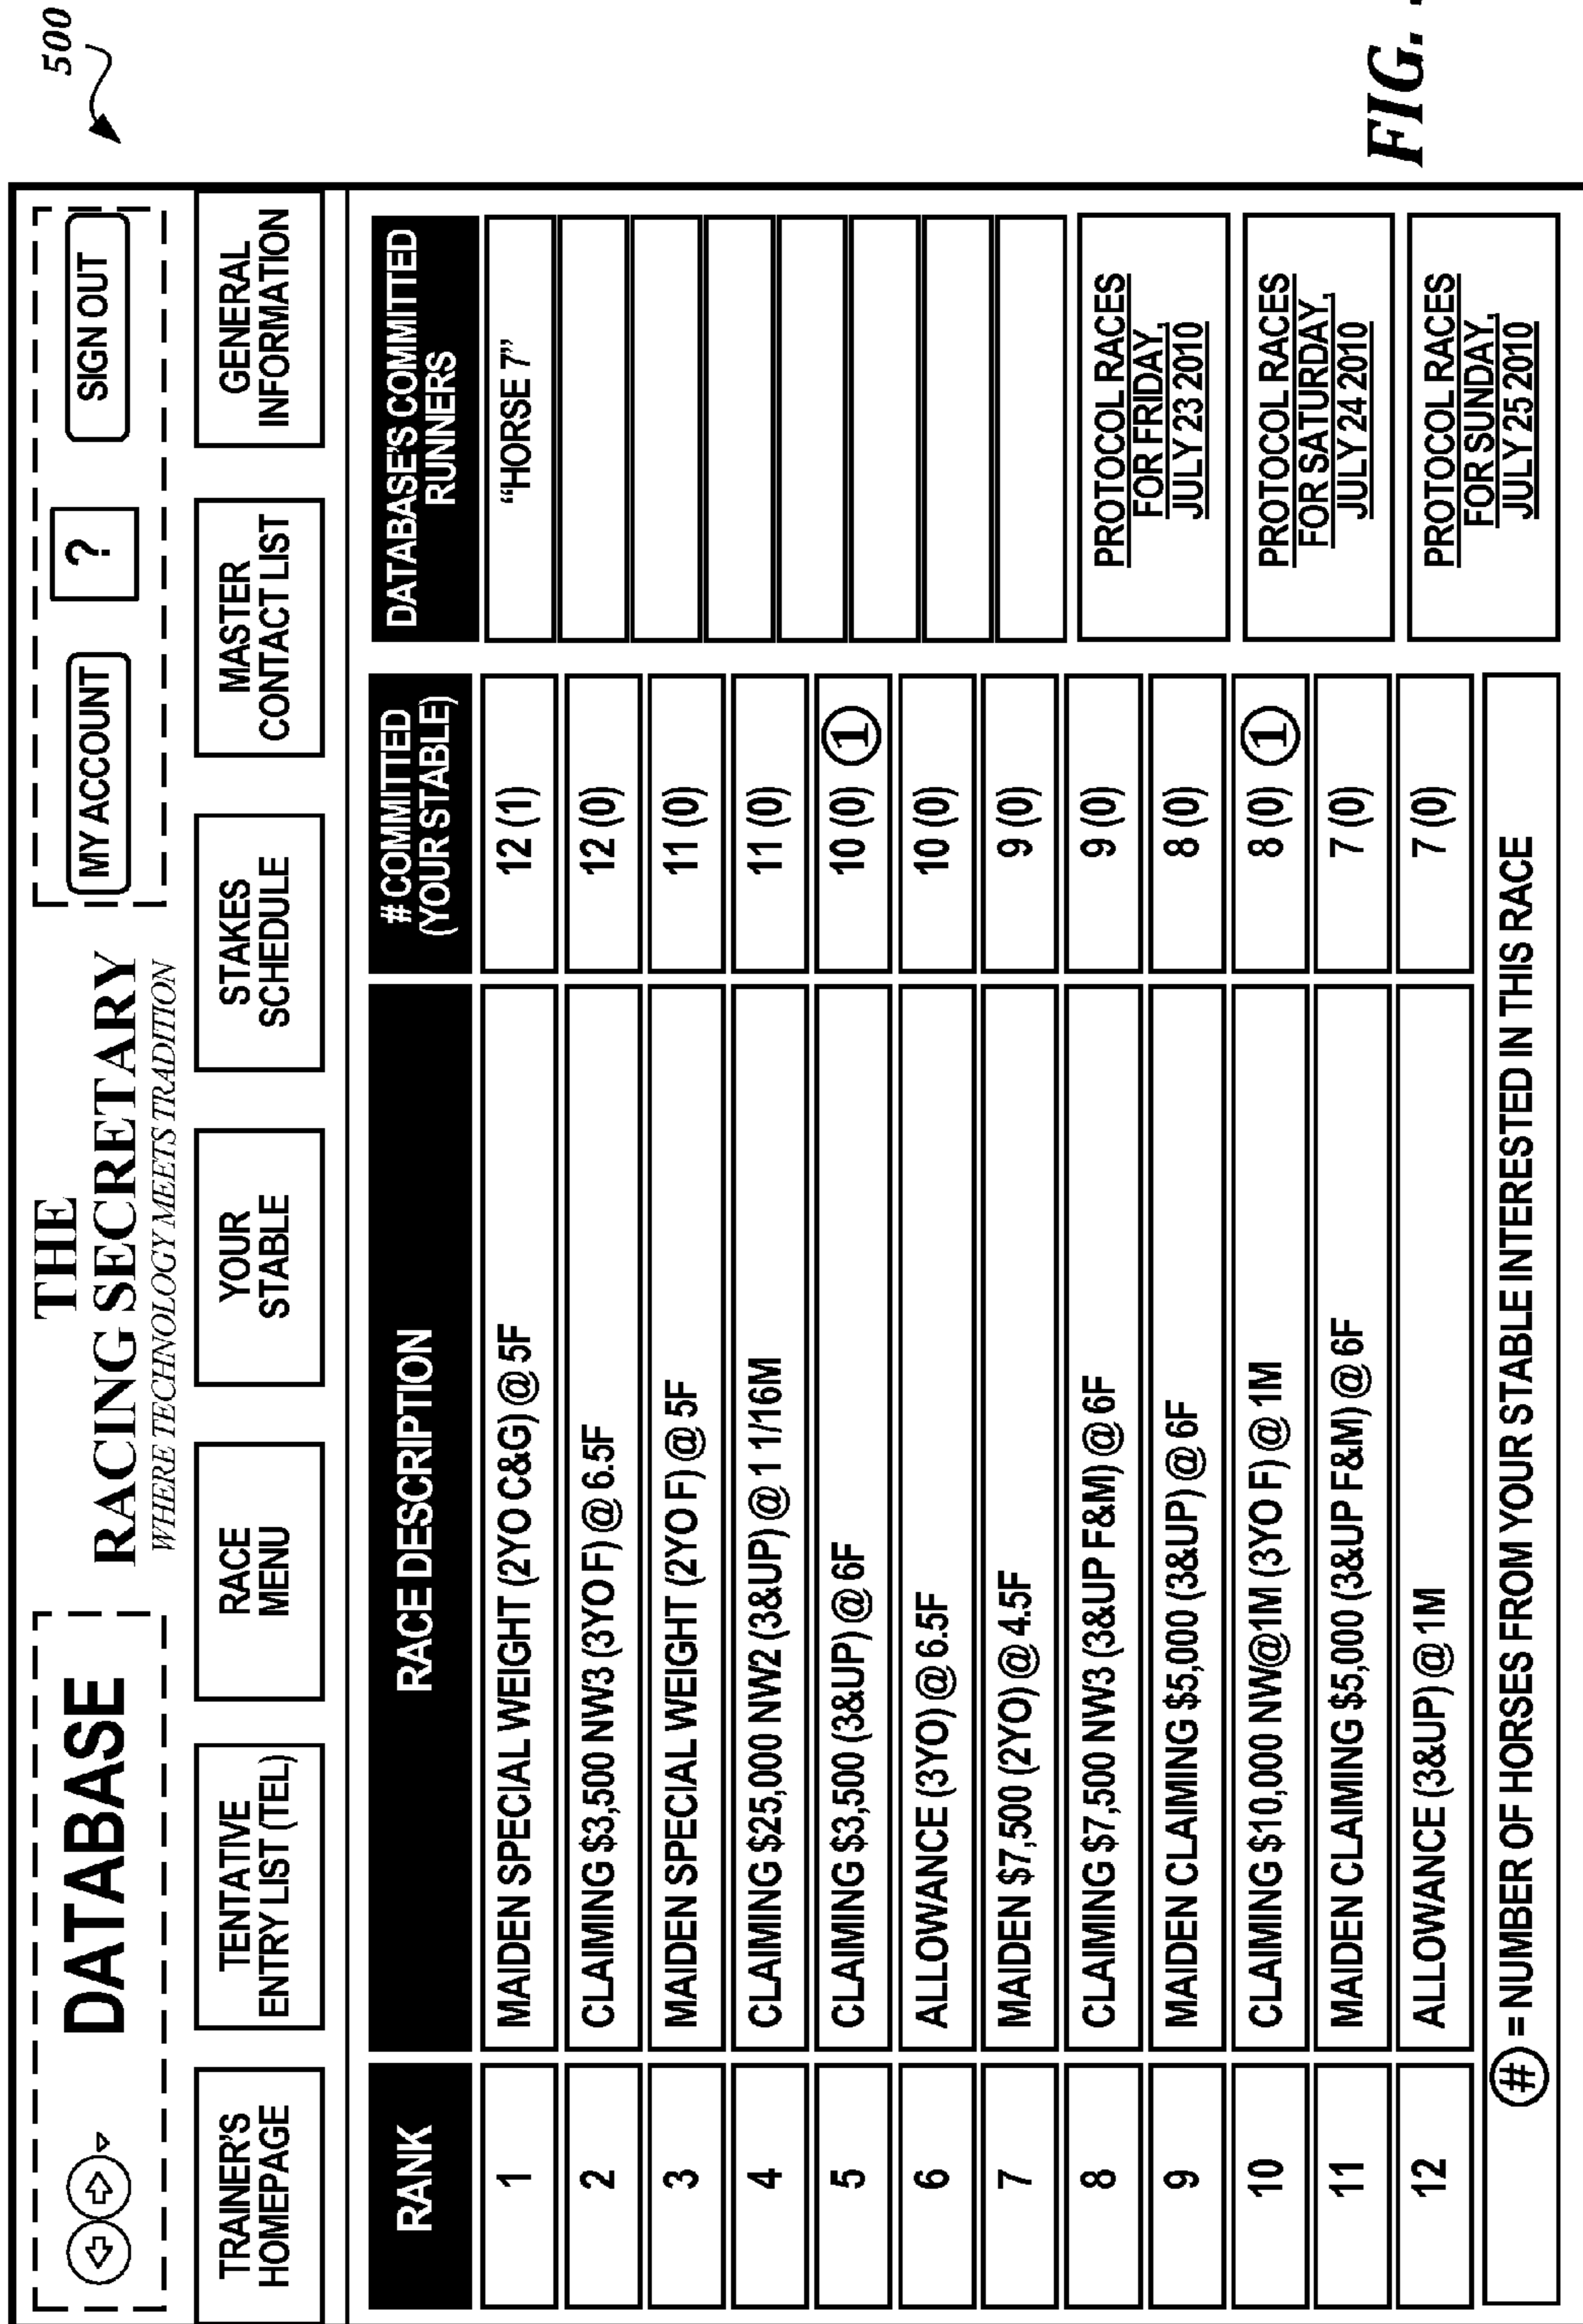 500
DATABASE
THE
RACING SECRETARY
WHERE TECHNOLOGY MEETS TRADITION
MY ACCOUNT
?
SIGN OUT
TRAINER'S
HOMEPAGE
TENTATIVE
ENTRY LIST (TEL)
RACE
MENU
YOUR
STABLE
STAKES
SCHEDULE
MASTER
CONTACT LIST
GENERAL
INFORMATION
RANK RACE DESCRIPTION # COMMITTED (YOUR STABLE)
1 MAIDEN SPECIAL WEIGHT (2YO C&G) @ 5F 12 (1)
2 CLAIMING $3,500 NW3 (3YO F) @ 6.5F 12 (0)
3 MAIDEN SPECIAL WEIGHT (2YO F) @ 5F 11 (0)
4 CLAIMING $25,000 NW2 (3&UP) @ 1 1/16M 11 (0)
5 CLAIMING $3,500 (3&UP) @ 6F 10 (0) 1
6 ALLOWANCE (3YO) @ 6.5F 10 (0)
7 MAIDEN $7,500 (2YO) @ 4.5F 9 (0)
8 CLAIMING $7,500 NW3 (3&UP F&M) @ 6F 9 (0)
9 MAIDEN CLAIMING $5,000 (3&UP) @ 6F 8 (0)
10 CLAIMING $10,000 NW@1M (3YO F) @ 1M 8 (0) 1
11 MAIDEN CLAIMING $5,000 (3&UP F&M) @ 6F 7 (0)
12 ALLOWANCE (3&UP) @ 1M 7 (0)
# = NUMBER OF HORSES FROM YOUR STABLE INTERESTED IN THIS RACE
DATABASE'S COMMITTED
RUNNERS
"HORSE 7"
PROTOCOL RACES
FOR FRIDAY,
JULY 23 2010
PROTOCOL RACES
FOR SATURDAY,
JULY 24 2010
PROTOCOL RACES
FOR SUNDAY,
JULY 25 2010
FIG.